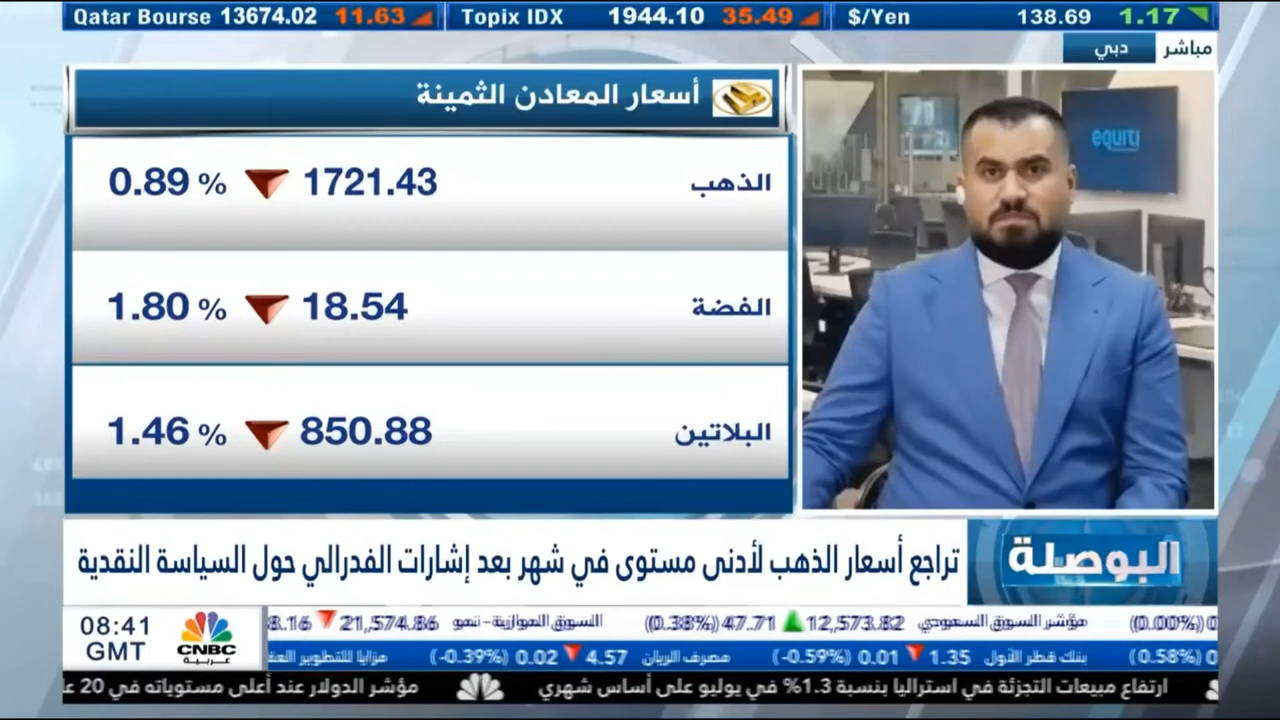 Qatar Bourse 13674.02 11.63
Topix IDX 1944.10 35.49
$/Yen 138.69 1.17
مباشر دبي
أسعار المعادن الثمينة
الذهب 1721.43 0.89 %
الفضة 18.54 1.80 %
البلاتين 850.88 1.46 %
equiti
البوصلة
تراجع أسعار الذهب لأدنى مستوى في شهر بعد إشارات الفدرالي حول السياسة النقدية
08:41
GMT
CNBC
عربية
(0.00%) مؤشر السوق السعودي 12,573.82 47.71 (0.38%) السوق الموازية - نمو 21,574.86 8.16
(0.58%) بنك قطر الأول 1.35 0.01 (-0.59%) مصرف الريان 4.57 0.02 (-0.39%) مزايا للتطوير
ارتفاع مبيعات التجزئة في استراليا بنسبة 1.3% في يوليو على أساس شهري
مؤشر الدولار عند أعلى مستوياته في 20